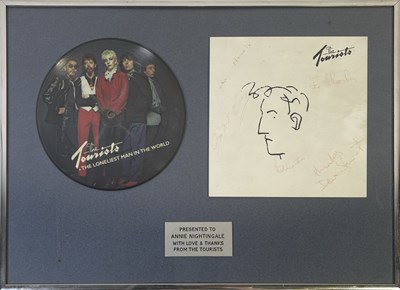 The
Tourists
THE LONELIEST MAN IN THE WORLD
The
Tourists
PRESENTED TO
ANNIE NIGHTINGALE
WITH LOVE & THANKS
FROM THE TOURISTS